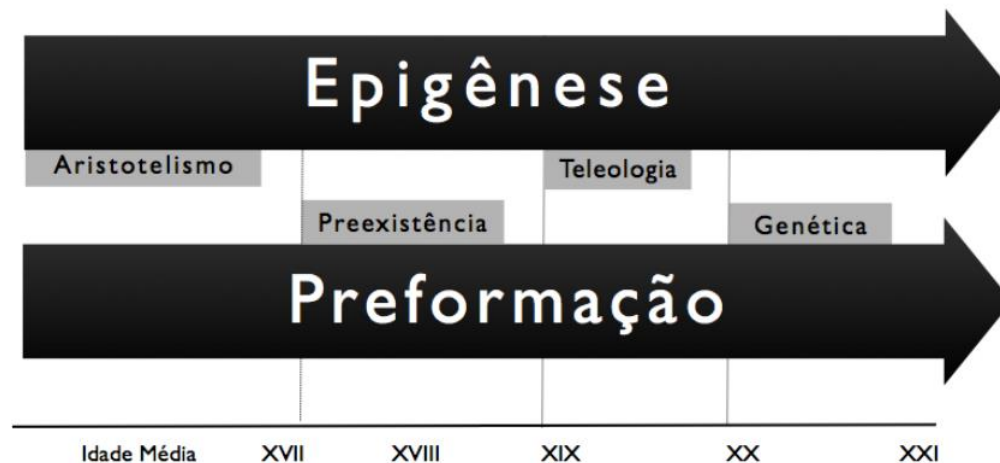 Epigênese
Aristotelismo
Teleologia
Preexistência
Genética
Preformação
Idade Média XVII XVIII XIX XX XXI